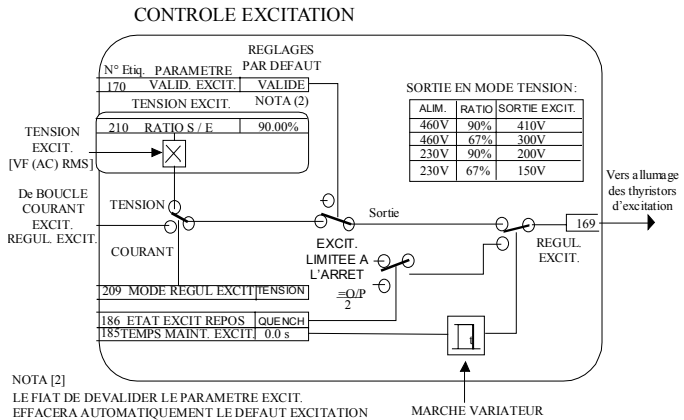 CONTROLE EXCITATION
REGLAGES
PAR DEFAUT
N° Etiq. PARAMETRE
170 VALID. EXCIT. VALIDE
TENSION EXCIT. NOTA (2)
210 RATIO S / E 90.00%
SORTIE EN MODE TENSION:
ALIM. RATIO SORTIE EXCIT.
460V 90% 410V
460V 67% 300V
230V 90% 200V
230V 67% 150V
TENSION
EXCIT.
[VF (AC) RMS]
X
De BOUCLE
COURANT
EXCIT.
REGUL. EXCIT.
TENSION
COURANT
Sortie
EXCIT.
LIMITEE A
L'ARRET
=O/P
2
169
REGUL.
EXCIT.
Vers allumage
des thyristors
d'excitation
209 MODE REGUL EXCIT TENSION
186 ETAT EXCIT REPOS QUENCH
185 TEMPS MAINT. EXCIT. 0.0 s
t
MARCHE VARIATEUR
NOTA [2]
LE FIAT DE DEVALIDER LE PARAMETRE EXCIT.
EFFACERA AUTOMATIQUEMENT LE DEFAUT EXCITATION